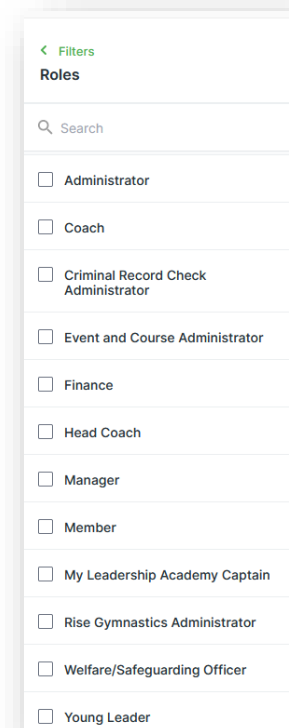 Filters
Roles
Search
Administrator
Coach
Criminal Record Check
Administrator
Event and Course Administrator
Finance
Head Coach
Manager
Member
My Leadership Academy Captain
Rise Gymnastics Administrator
Welfare/Safeguarding Officer
Young Leader